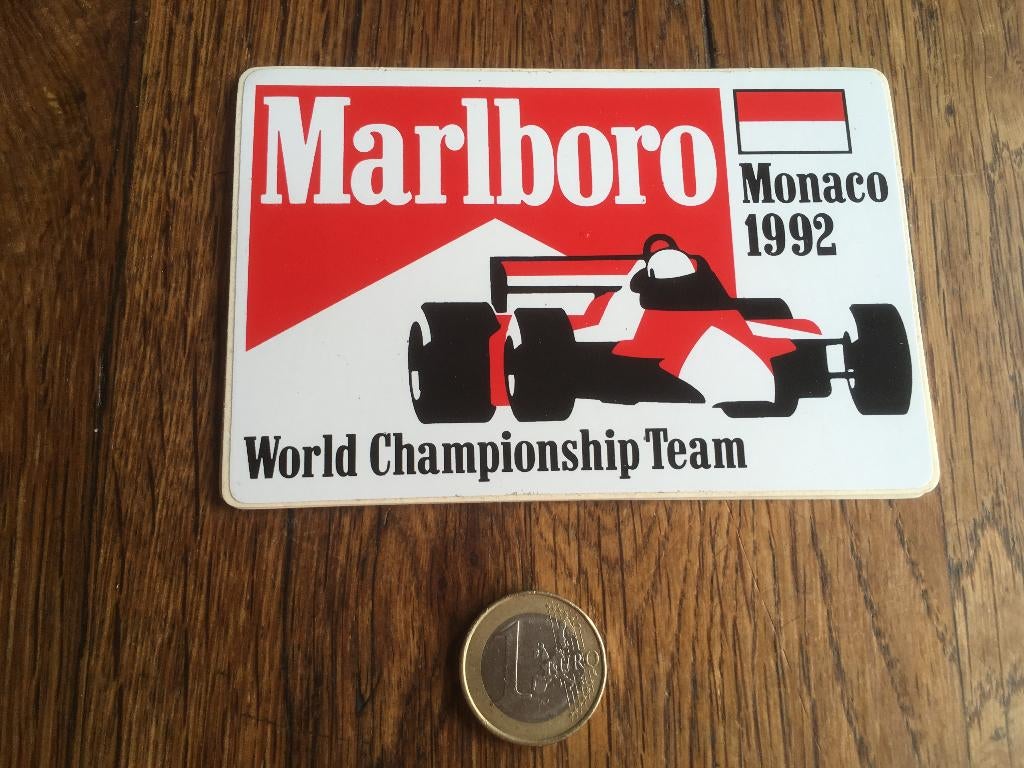 Marlboro
Monaco
1992
World Championship Team
1
EURO